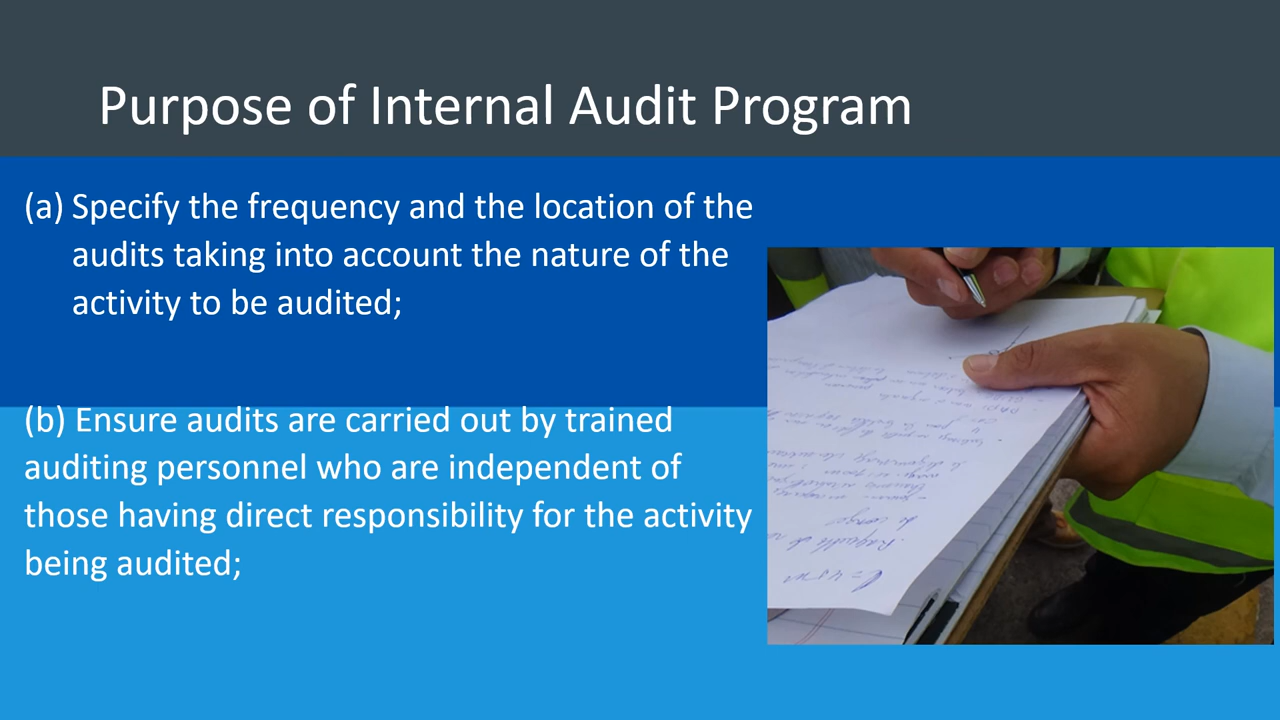 Purpose of Internal Audit Program
(a) Specify the frequency and the location of the
audits taking into account the nature of the
activity to be audited;
(b) Ensure audits are carried out by trained
auditing personnel who are independent of
those having direct responsibility for the activity
being audited;